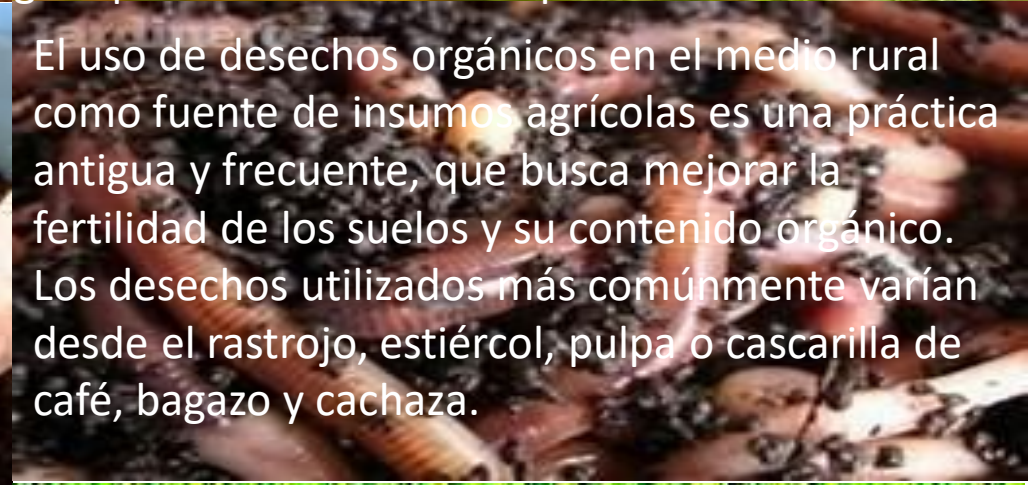 El uso de desechos orgánicos en el medio rural
como fuente de insumos agrícolas es una práctica
antigua y frecuente, que busca mejorar la
fertilidad de los suelos y su contenido orgánico.
Los desechos utilizados más comúnmente varían
desde el rastrojo, estiércol, pulpa o cascarilla de
café, bagazo y cachaza.